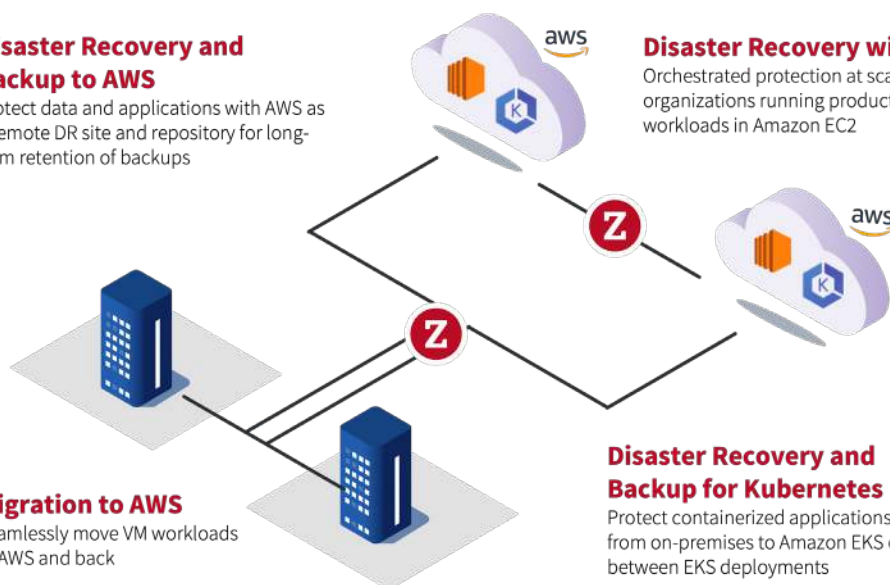 isaster Recovery and
ackup to AWS
otect data and applications with AWS as
emote DR site and repository for long-
m retention of backups
aws
Disaster Recovery wi
Orchestrated protection at sca
organizations running product
workloads in Amazon EC2
K
Z
aws
K
Z
igration to AWS
amlessly move VM workloads
AWS and back
Disaster Recovery and
Backup for Kubernetes
Protect containerized applications
from on-premises to Amazon EKS
between EKS deployments